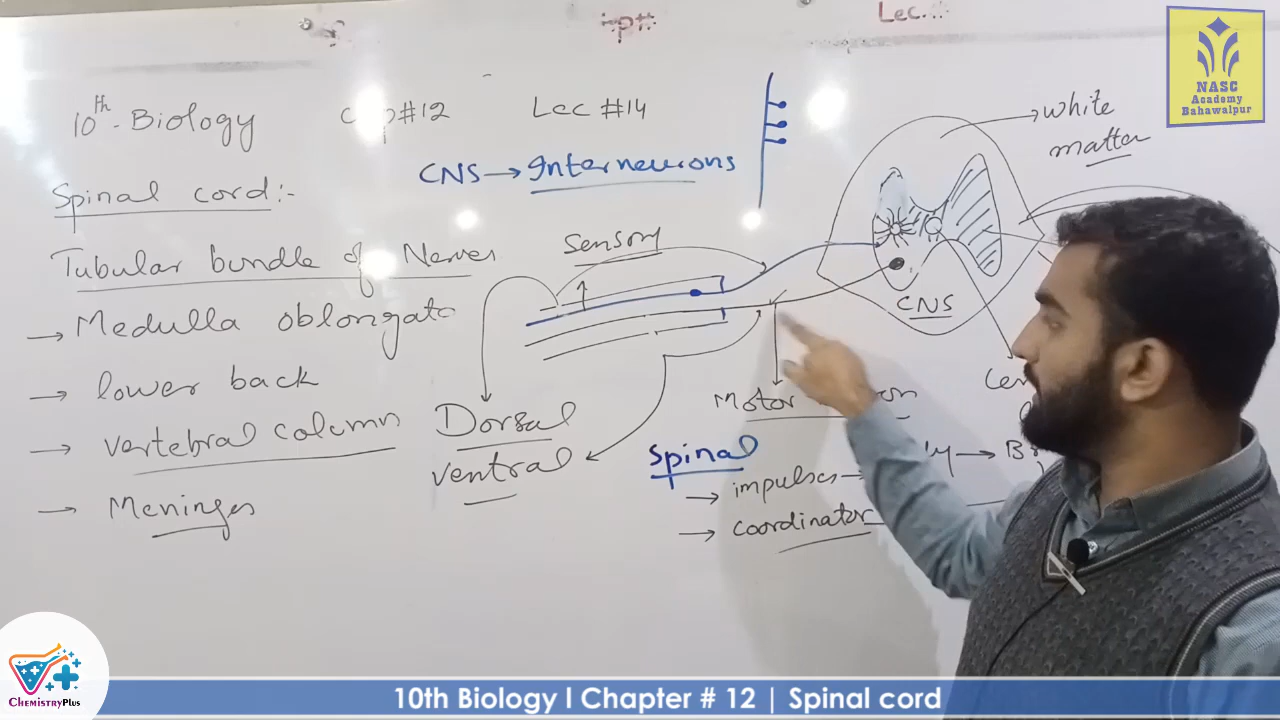 Lec.
10th-Biology
#12
Lec #14
CNS → Interneurons
Spinal cord:-
Tubular bundle of Nerves
→ Medulla oblongata
→ lower back
→ vertebral column
→ Meninges
Sensory
Dorsal
ventral
Motor
Spinal
→ impulses →
→ coordinator
→ white
matter
CNS
NASC
Academy
Bahawalpur
ChemistryPlus
10th Biology I Chapter # 12 | Spinal cord